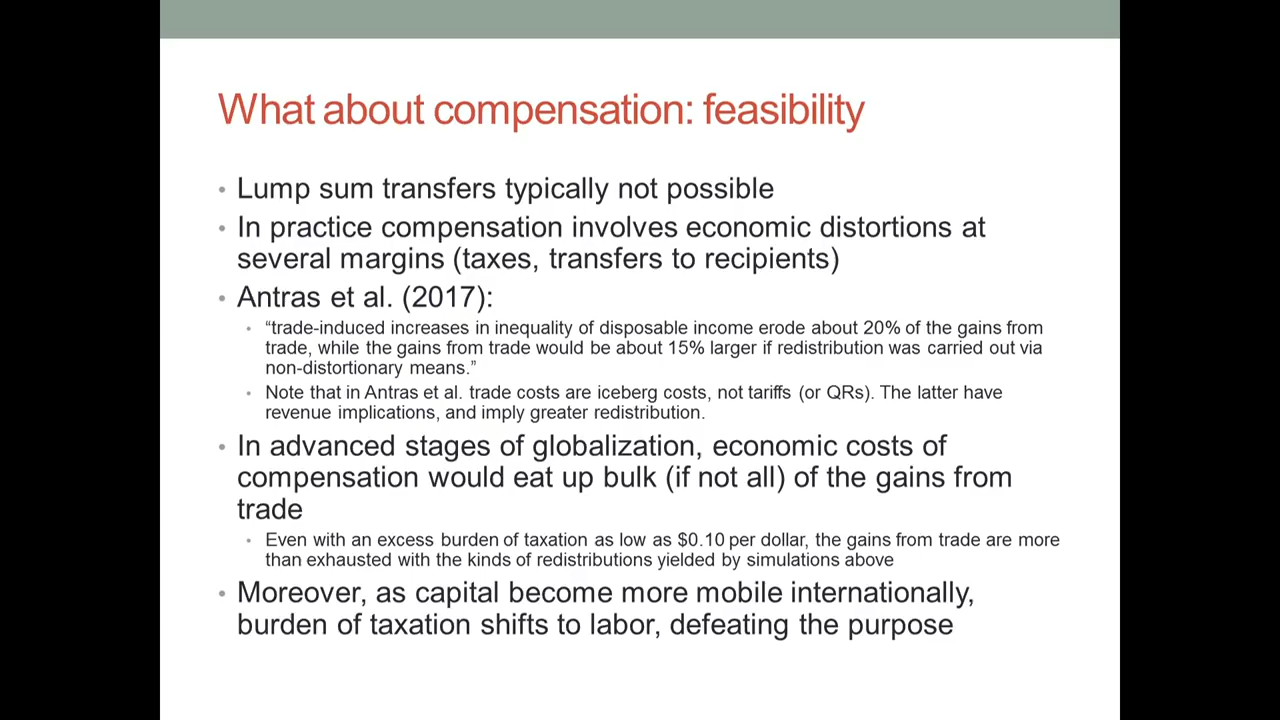 What about compensation: feasibility
• Lump sum transfers typically not possible
• In practice compensation involves economic distortions at
several margins (taxes, transfers to recipients)
• Antras et al. (2017):
• “trade-induced increases in inequality of disposable income erode about 20% of the gains from
trade, while the gains from trade would be about 15% larger if redistribution was carried out via
non-distortionary means.”
• Note that in Antras et al. trade costs are iceberg costs, not tariffs (or QRs). The latter have
revenue implications, and imply greater redistribution.
• In advanced stages of globalization, economic costs of
compensation would eat up bulk (if not all) of the gains from
trade
• Even with an excess burden of taxation as low as $0.10 per dollar, the gains from trade are more
than exhausted with the kinds of redistributions yielded by simulations above
• Moreover, as capital become more mobile internationally,
burden of taxation shifts to labor, defeating the purpose